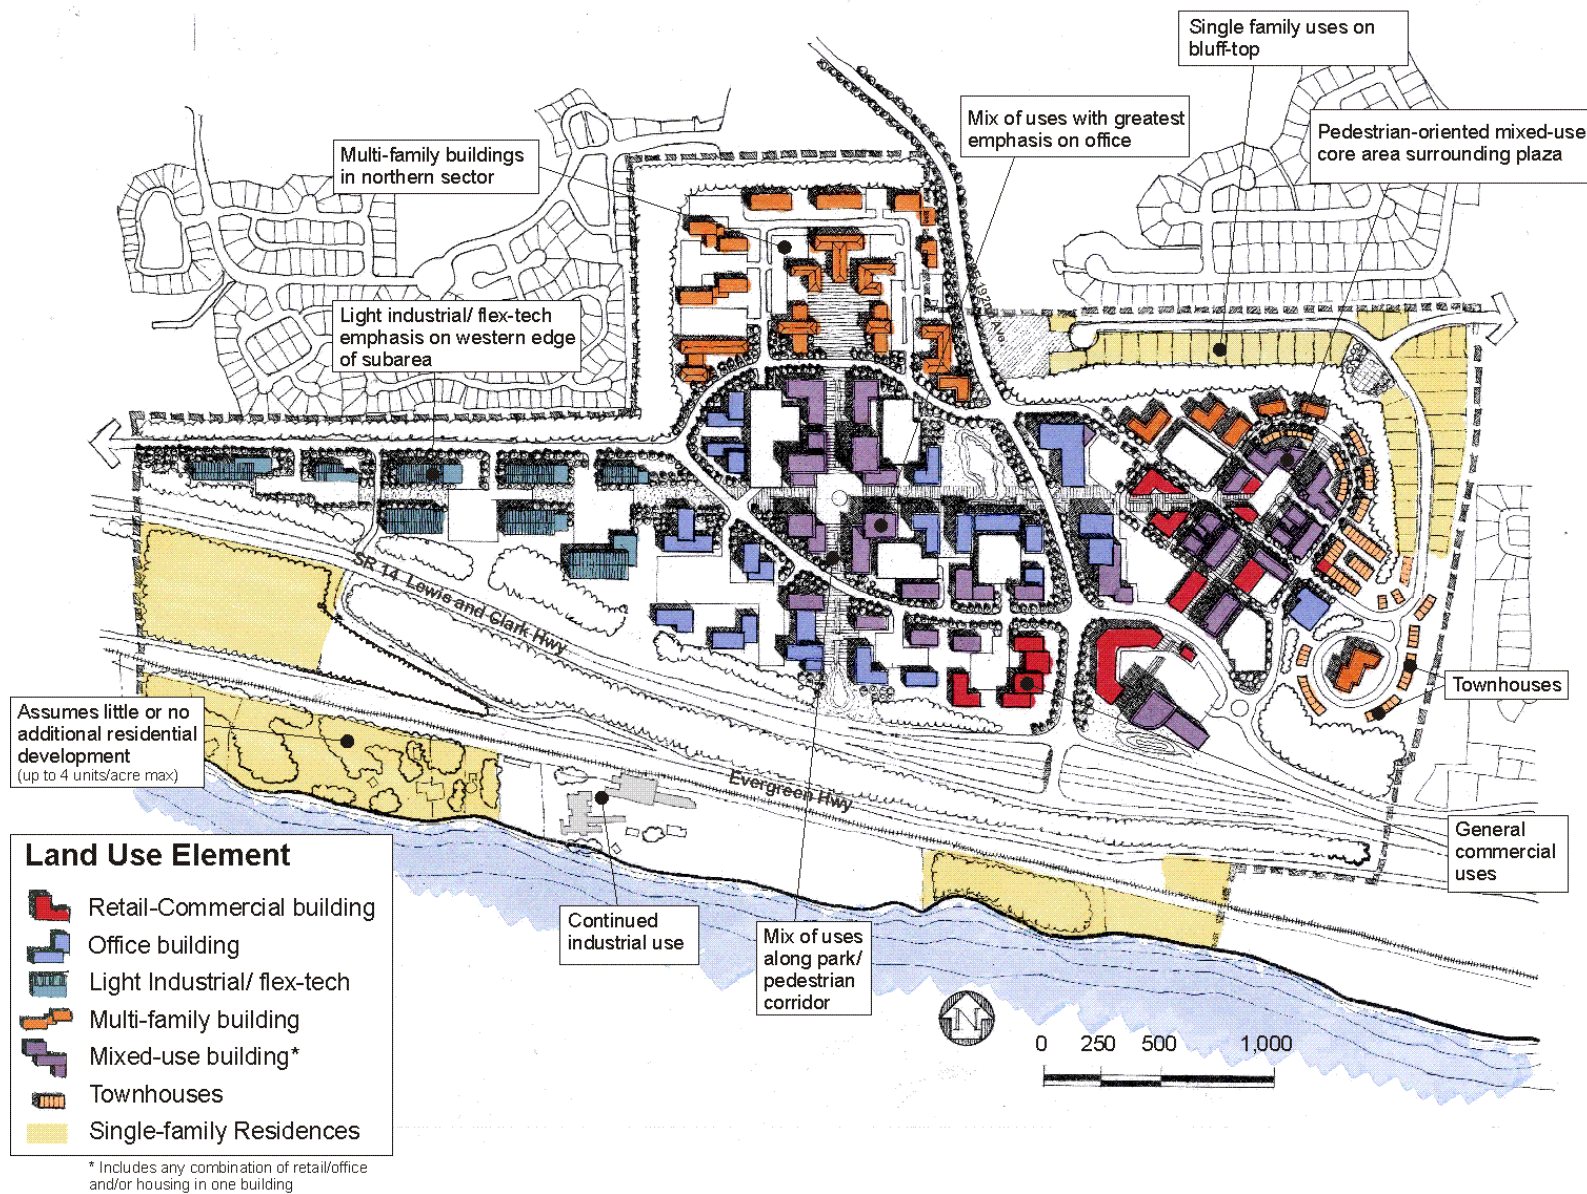 Single family uses on
bluff-top
Mix of uses with greatest
emphasis on office
Pedestrian-oriented mixed-use
core area surrounding plaza
Multi-family buildings
in northern sector
Light industrial/ flex-tech
emphasis on western edge
of subarea
Ave
SR 14 Lewis and Clark Hwy
Townhouses
Assumes little or no
additional residential
development
(up to 4 units/acre max)
Evergreen Hwy
General
commercial
uses
Continued
industrial use
Mix of uses
along park/
pedestrian
corridor
N
0 250 500 1,000
Land Use Element
Retail-Commercial building
Office building
Light Industrial/ flex-tech
Multi-family building
Mixed-use building*
Townhouses
Single-family Residences
* Includes any combination of retail/office
and/or housing in one building